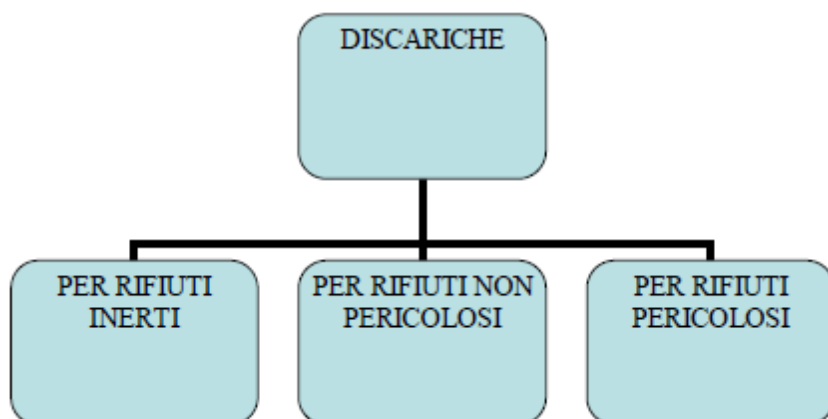 DISCARICHE
PER RIFIUTI
INERTI
PER RIFIUTI NON
PERICOLOSI
PER RIFIUTI
PERICOLOSI